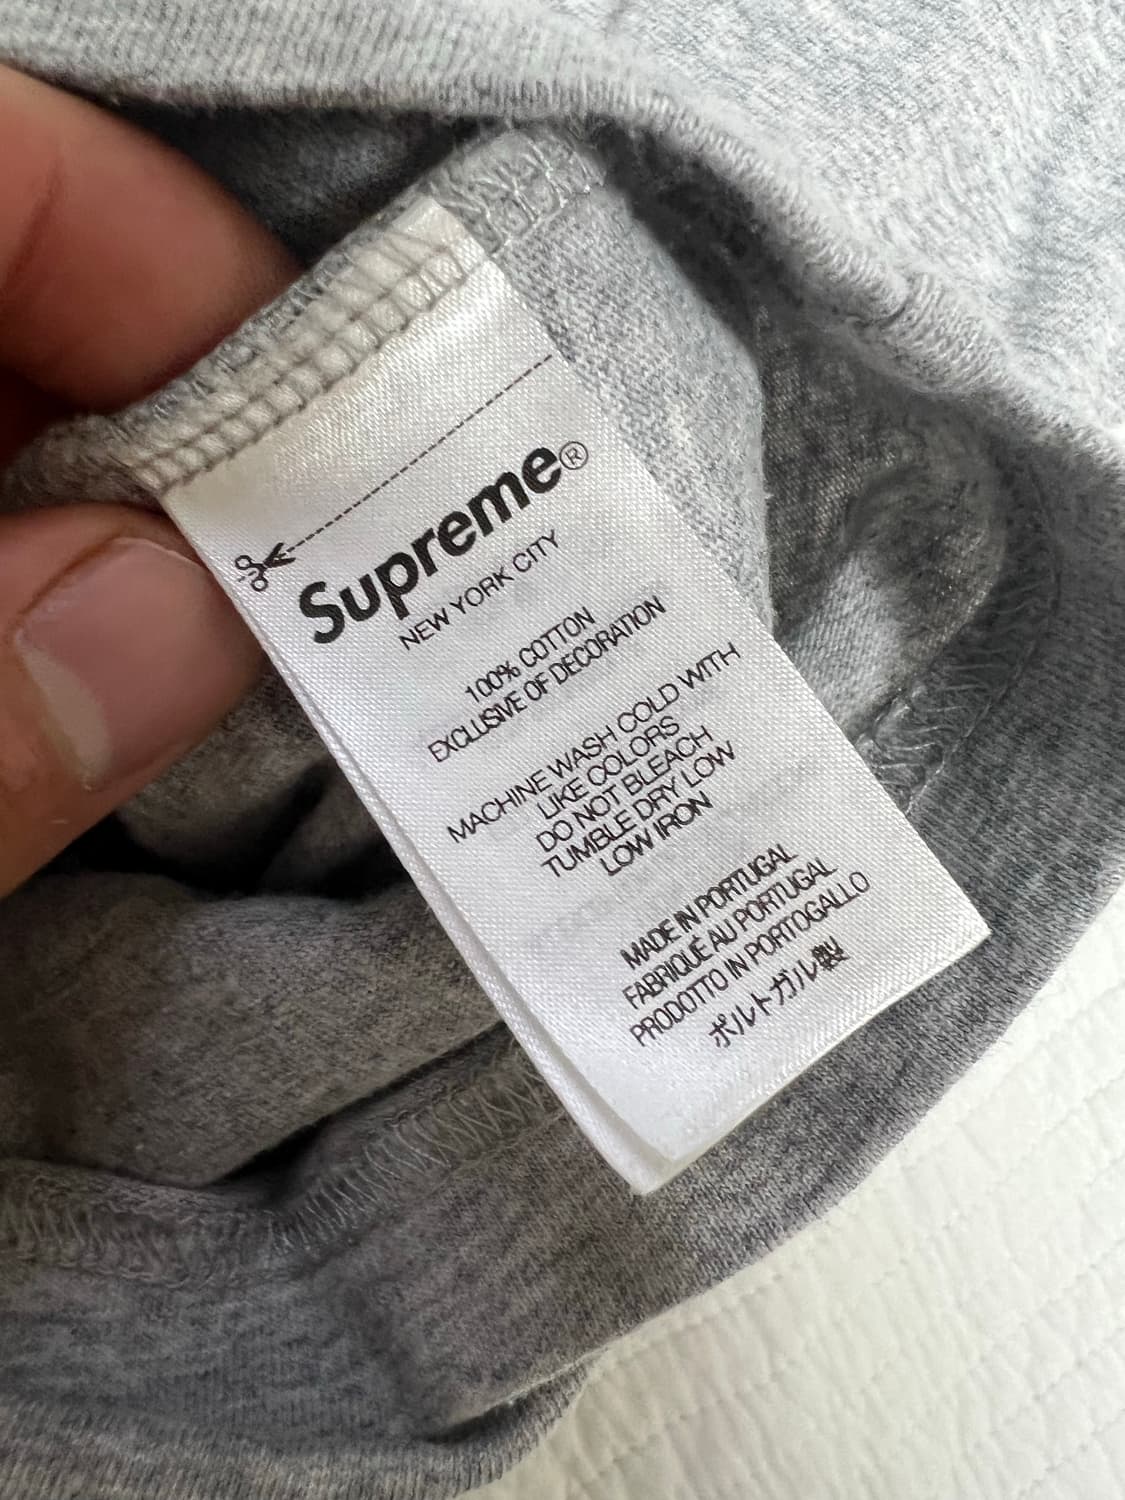 Supreme®
NEW YORK CITY
100% COTTON
EXCLUSIVE OF DECORATION
MACHINE WASH COLD WITH
LIKE COLORS
DO NOT BLEACH
TUMBLE DRY LOW
LOW IRON
MADE IN PORTUGAL
FABRIQUÉ AU PORTUGAL
PRODOTTO IN PORTOGALLO
ポルトガル製